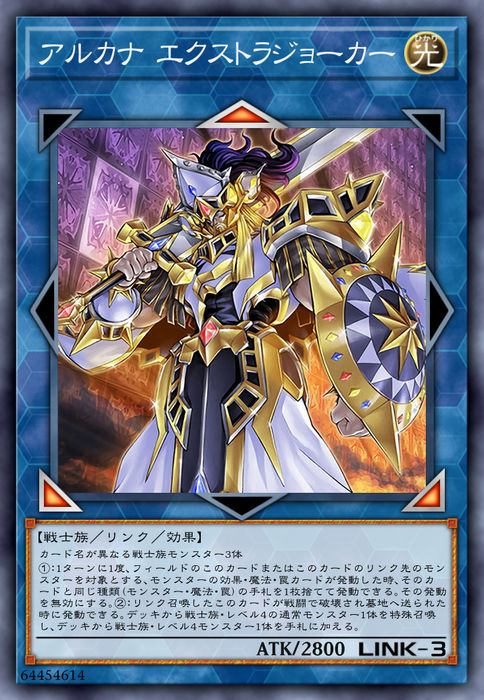 アルカナ エクストラジョーカー
ひかり
光
【戦士族／リンク／効果】
カード名が異なる戦士族モンスター3体
①:1ターンに1度、フィールドのこのカードまたはこのカードのリンク先のモン
スターを対象とする、モンスターの効果・魔法・罠カードが発動した時、そのカ
ードと同じ種類(モンスター・魔法・罠)の手札を1枚捨てて発動できる。その発動
を無効にする。②:リンク召喚したこのカードが戦闘で破壊され墓地へ送られた
時に発動できる。デッキから戦士族・レベル4の通常モンスター1体を特殊召喚
し、デッキから戦士族・レベル4モンスター1体を手札に加える。
ATK/2800 LINK-3
64454614